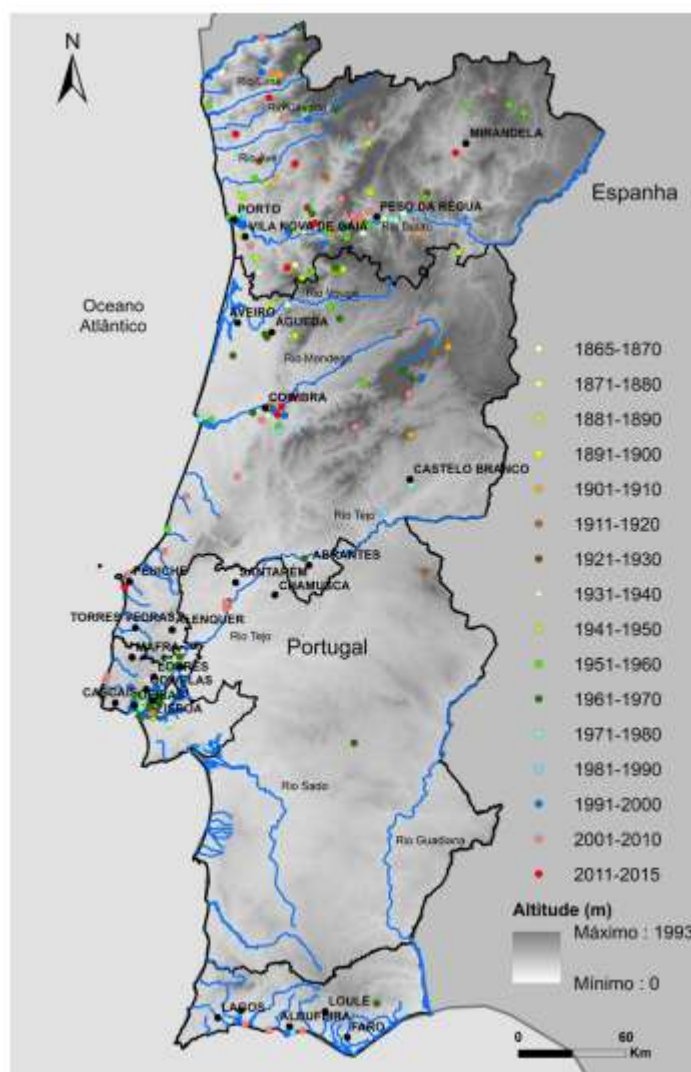 N
Rio Lima
Rio Cávado
MIRANDELA
Rio Ave
Espanha
PORTO
PESO DA RÉGUA
VILA NOVA DE GAIA
Rio Douro
Rio Vouga
Oceano
Atlântico
AVEIRO
AGUEDA
Rio Mondego
COIMBRA
CASTELO BRANCO
Rio Tejo
ABRANTES
PENICHE
SANTAREM
CHAMUSCA
TORRES VEDRAS
ALENQUER
Rio Tejo
Portugal
MAFRA
LOURES
ODIVELAS
CASCAIS
OEIRAS
LISBOA
Rio Sado
Rio Guadiana
LAGOS
LOULÉ
ALBUFEIRA
FARO
1865-1870
1871-1880
1881-1890
1891-1900
1901-1910
1911-1920
1921-1930
1931-1940
1941-1950
1951-1960
1961-1970
1971-1980
1981-1990
1991-2000
2001-2010
2011-2015
Altitude (m)
Máximo : 1993
Mínimo : 0
0 60
Km